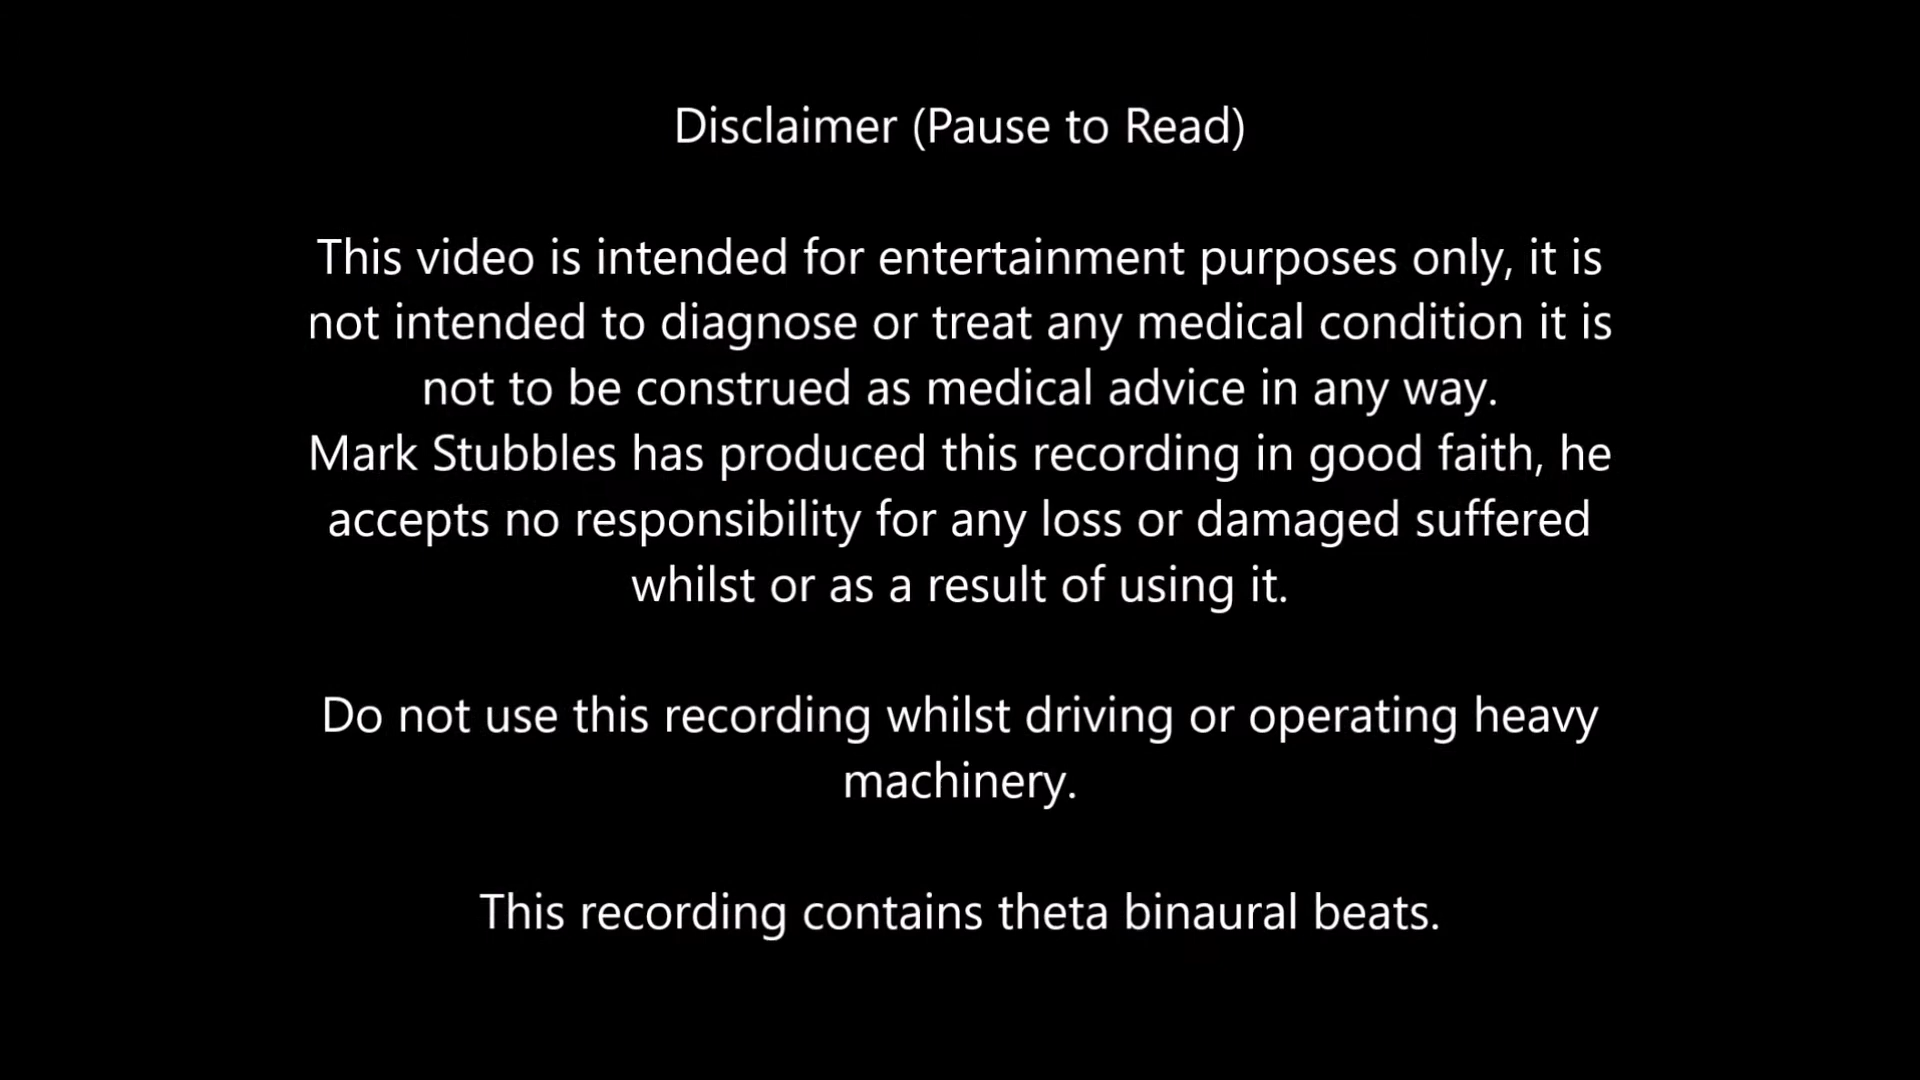 Disclaimer (Pause to Read)
This video is intended for entertainment purposes only, it is
not intended to diagnose or treat any medical condition it is
not to be construed as medical advice in any way.
Mark Stubbles has produced this recording in good faith, he
accepts no responsibility for any loss or damaged suffered
whilst or as a result of using it.
Do not use this recording whilst driving or operating heavy
machinery.
This recording contains theta binaural beats.